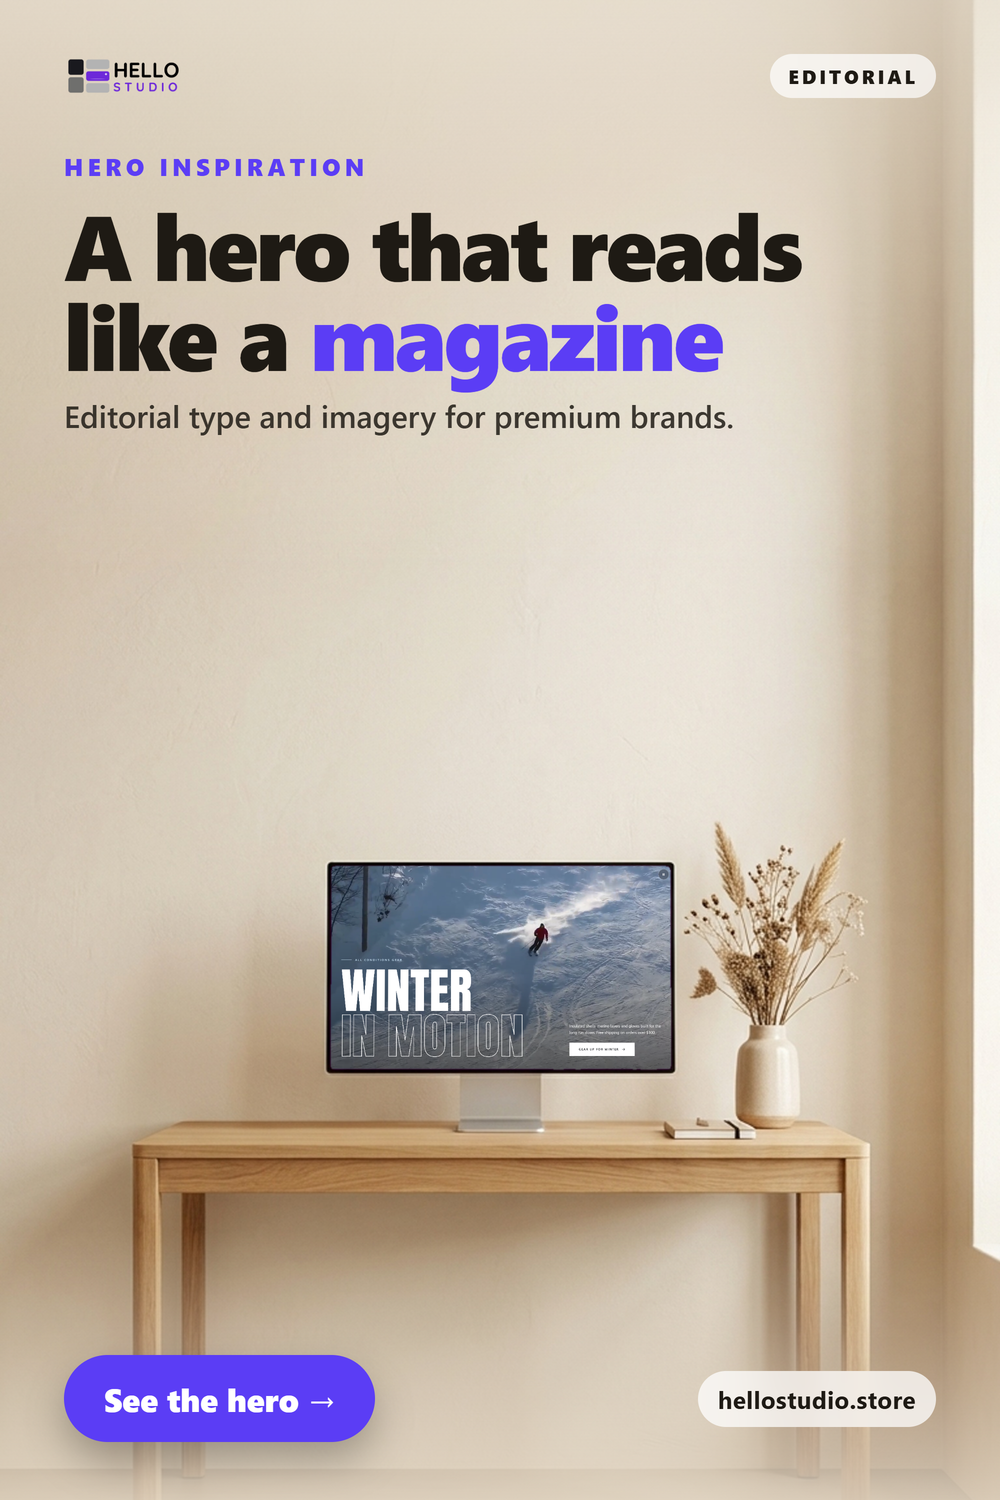 HELLO
STUDIO
EDITORIAL
HERO INSPIRATION
A hero that reads
like a magazine
Editorial type and imagery for premium brands.
WINTER
IN MOTION
See the hero →
hellostudio.store